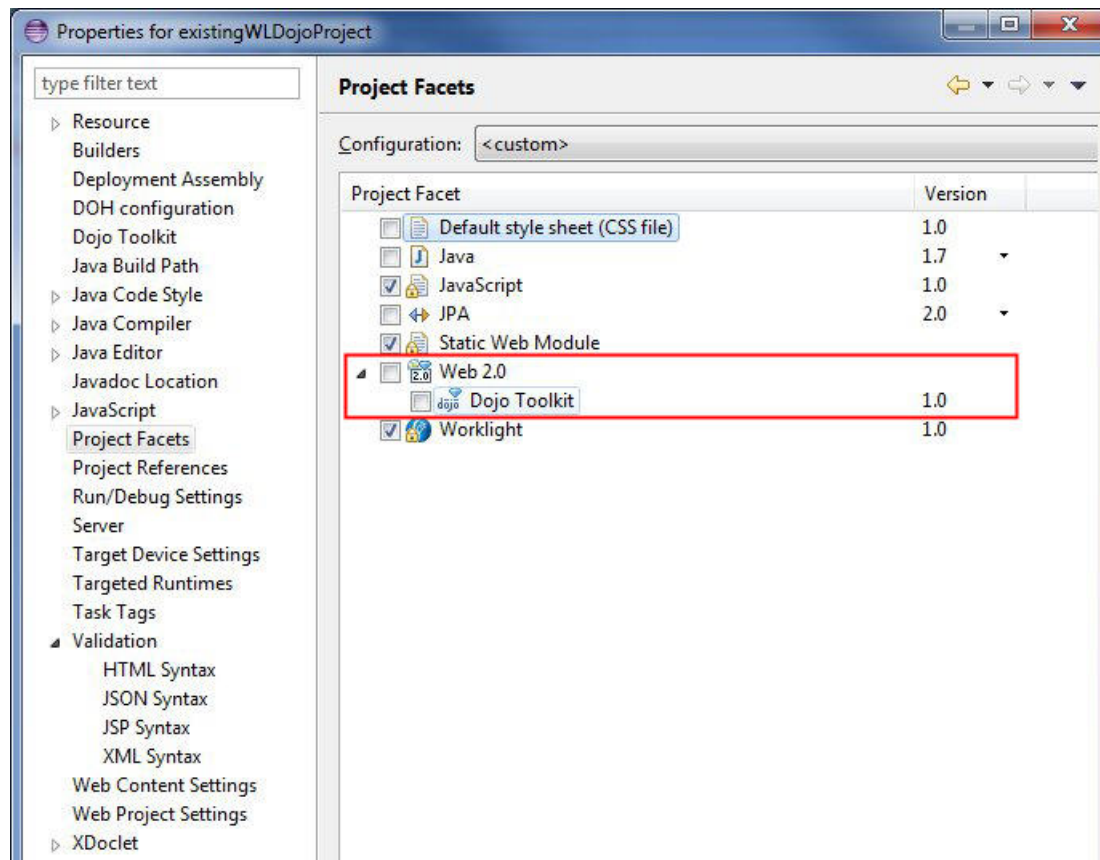 Properties for existingWLDojoProject
type filter text
Resource
Builders
Deployment Assembly
DOH configuration
Dojo Toolkit
Java Build Path
Java Code Style
Java Compiler
Java Editor
Javadoc Location
JavaScript
Project Facets
Project References
Run/Debug Settings
Server
Target Device Settings
Targeted Runtimes
Task Tags
Validation
HTML Syntax
JSON Syntax
JSP Syntax
XML Syntax
Web Content Settings
Web Project Settings
XDoclet
Project Facets
Configuration: <custom>
Project Facet Version
Default style sheet (CSS file) 1.0
Java 1.7
JavaScript 1.0
JPA 2.0
Static Web Module
2.0 Web 2.0
dojo Dojo Toolkit 1.0
Worklight 1.0